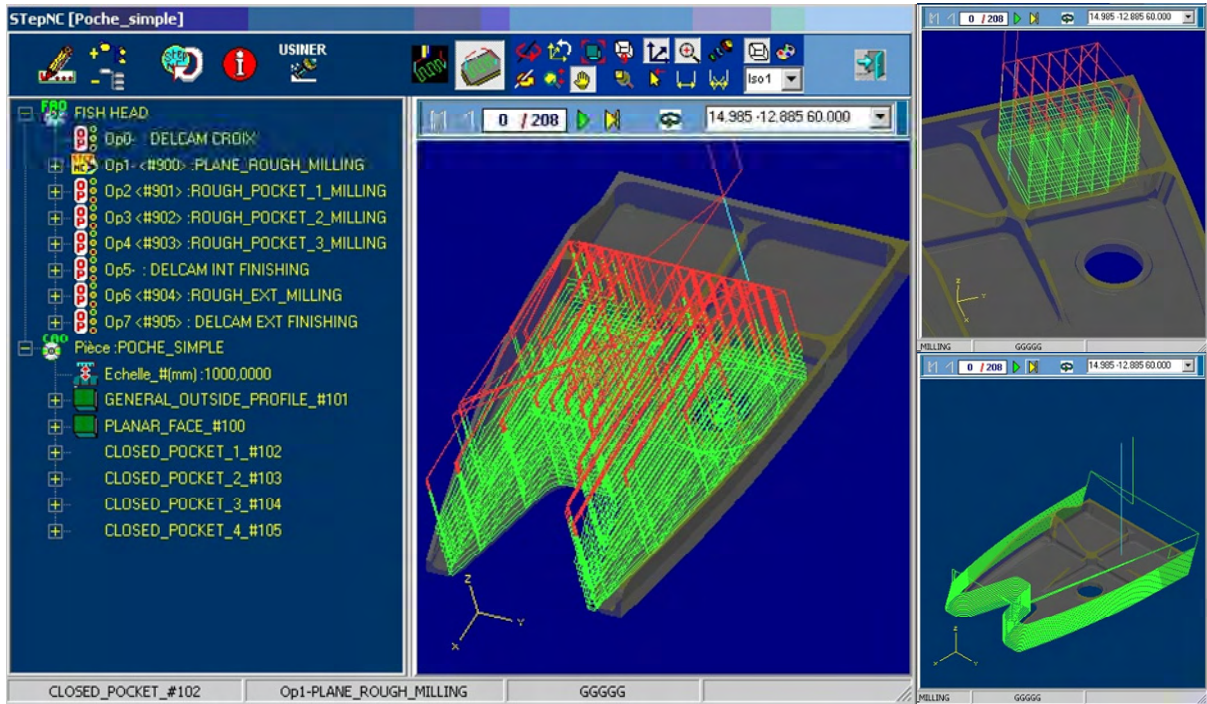 STepNC [Poche_simple]
USINER
Iso1
FISH HEAD
Op0- : DELCAM CROIX
Op1-<#900> :PLANE_ROUGH_MILLING
Op2 <#901> :ROUGH_POCKET_1_MILLING
Op3 <#902> :ROUGH_POCKET_2_MILLING
Op4 <#903> :ROUGH_POCKET_3_MILLING
Op5- : DELCAM INT FINISHING
Op6 <#904> :ROUGH_EXT_MILLING
Op7 <#905> : DELCAM EXT FINISHING
Pièce :POCHE_SIMPLE
Echelle_#(mm) :1000,0000
GENERAL_OUTSIDE_PROFILE_#101
PLANAR_FACE_#100
CLOSED_POCKET_1_#102
CLOSED_POCKET_2_#103
CLOSED_POCKET_3_#104
CLOSED_POCKET_4_#105
0 / 208
14.985 -12.885 60.000
Z
Y
X
CLOSED_POCKET_#102
Op1-PLANE_ROUGH_MILLING
GGGGG
0 / 208
14.985 -12.885 60.000
Z
Y
X
_MILLING
GGGGG
0 / 208
14.985 -12.885 60.000
Z
Y
X
_MILLING
GGGGG